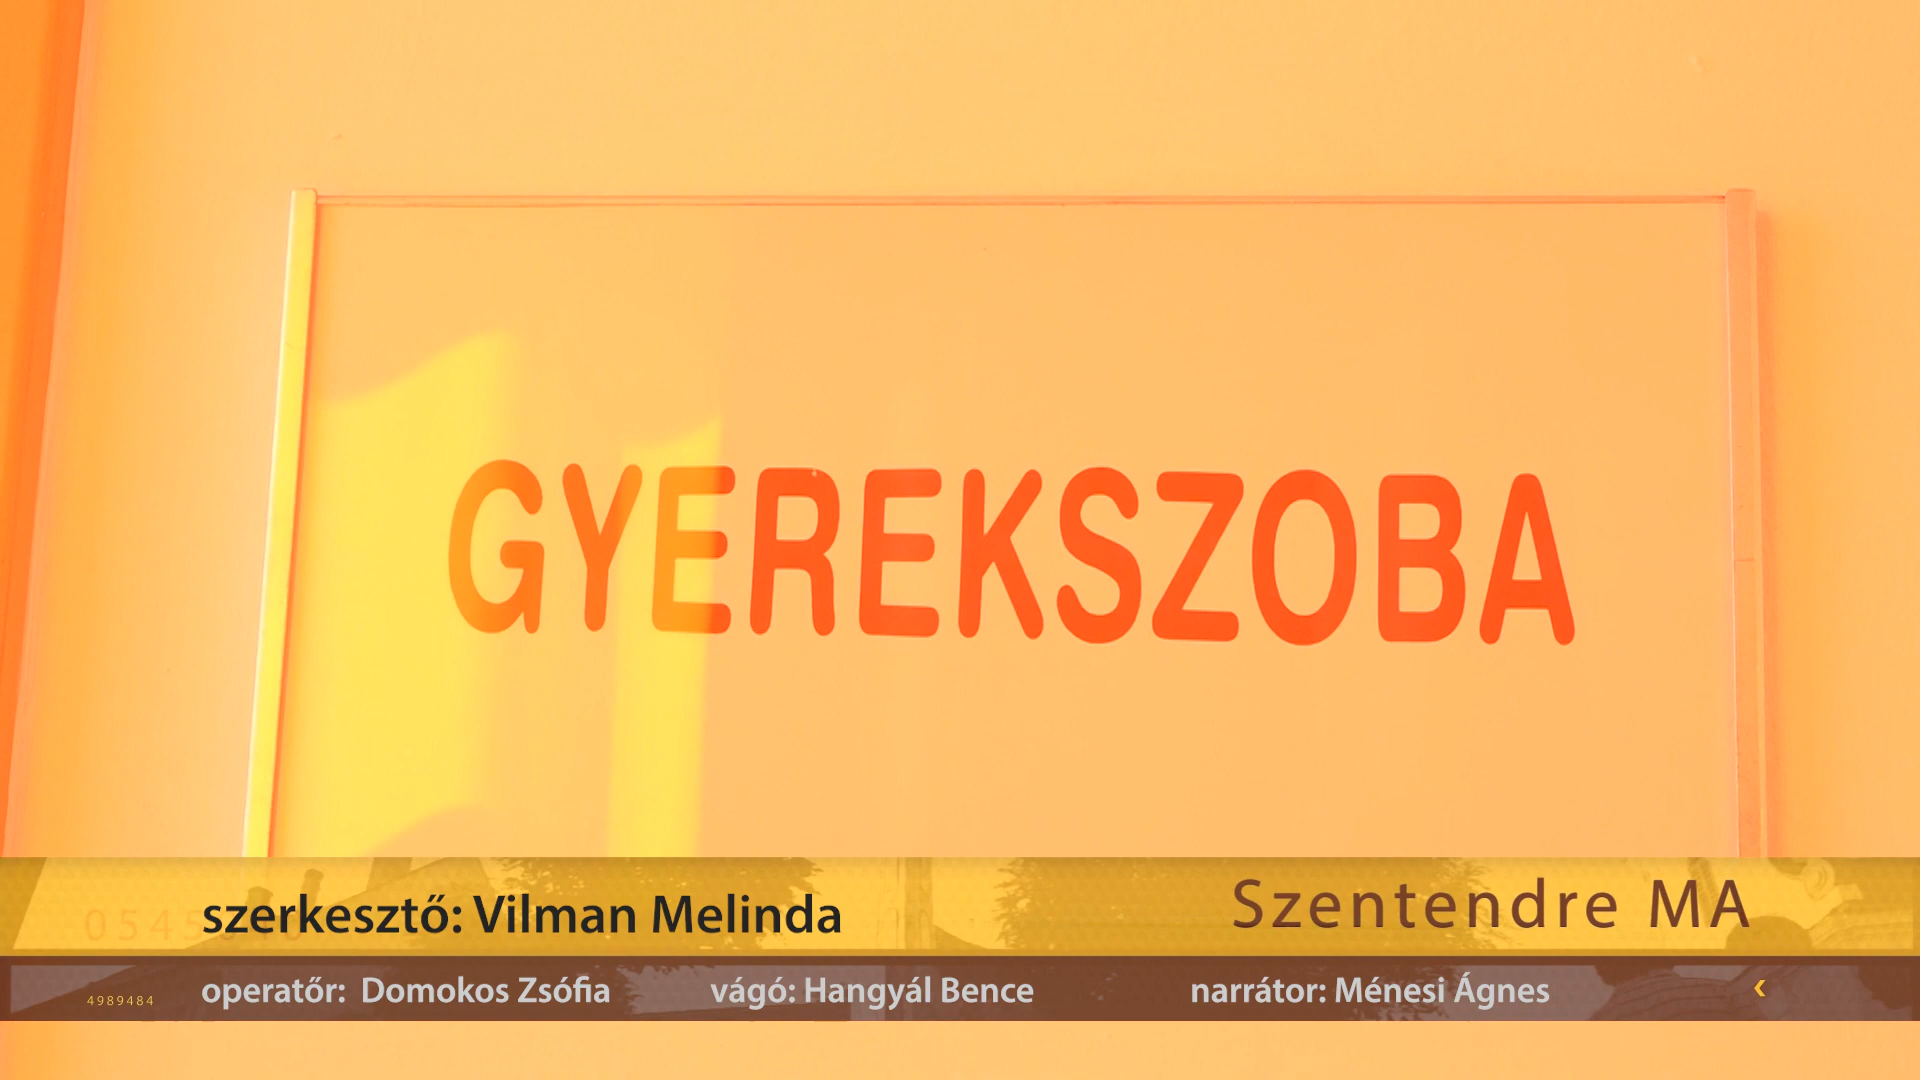 GYEREKSZOBA
szerkesztő: Vilman Melinda
Szentendre MA
4989484
operatőr: Domokos Zsófia vágó: Hangyál Bence narrátor: Ménesi Ágnes